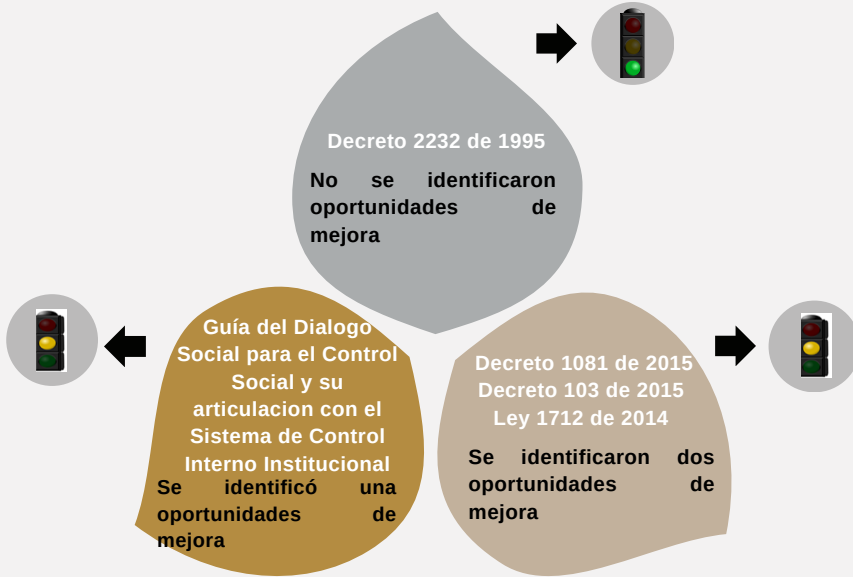 Decreto 2232 de 1995
No se identificaron
oportunidades de
mejora
Guía del Dialogo
Social para el Control
Social y su
articulacion con el
Sistema de Control
Interno Institucional
Se identificó una
oportunidades de
mejora
Decreto 1081 de 2015
Decreto 103 de 2015
Ley 1712 de 2014
Se identificaron dos
oportunidades de
mejora